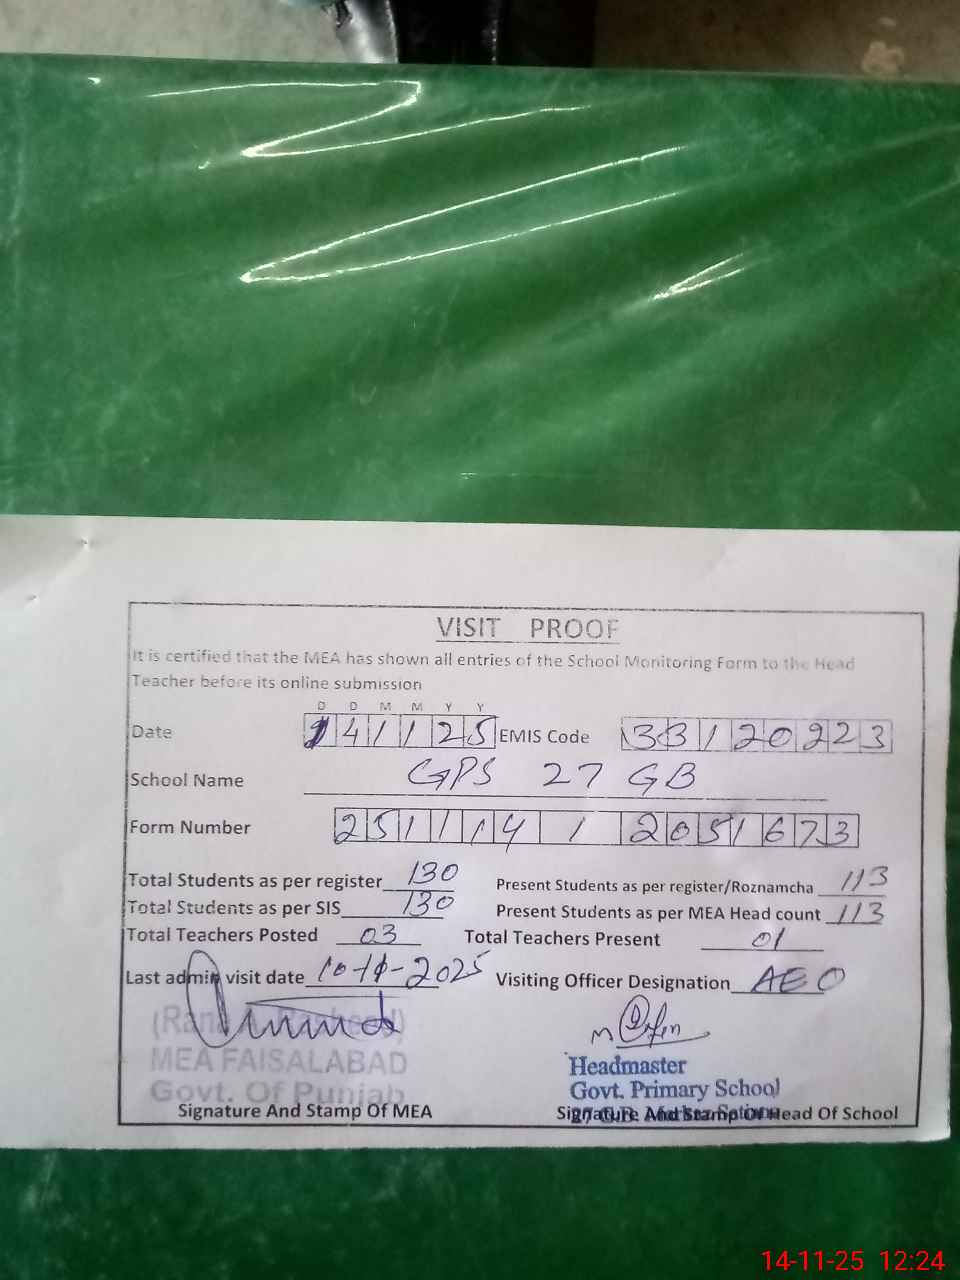 VISIT PROOF
It is certified that the MEA has shown all entries of the School Monitoring Form to the Head
Teacher before its online submission
D D M M Y Y
Date 141125 EMIS Code 33120223
School Name GPS 27 GB
Form Number 25111412051673
Total Students as per register 130 Present Students as per register/Roznamcha 113
Total Students as per SIS 130 Present Students as per MEA Head count 113
Total Teachers Posted 03 Total Teachers Present 01
Last admin visit date 10-11-2025 Visiting Officer Designation AEO
MEA FAISALABAD
Govt. Of Punjab
Signature And Stamp Of MEA
Headmaster
Govt. Primary School
Signature And Stamp Of Head Of School
14-11-25 12:24